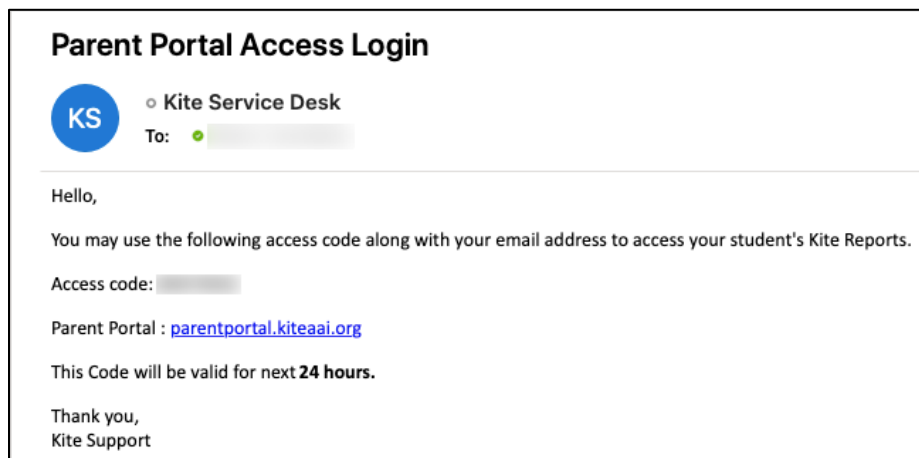 Parent Portal Access Login
KS
Kite Service Desk
To:
Hello,
You may use the following access code along with your email address to access your student's Kite Reports.
Access code:
Parent Portal : parentportal.kiteaai.org
This Code will be valid for next 24 hours.
Thank you,
Kite Support